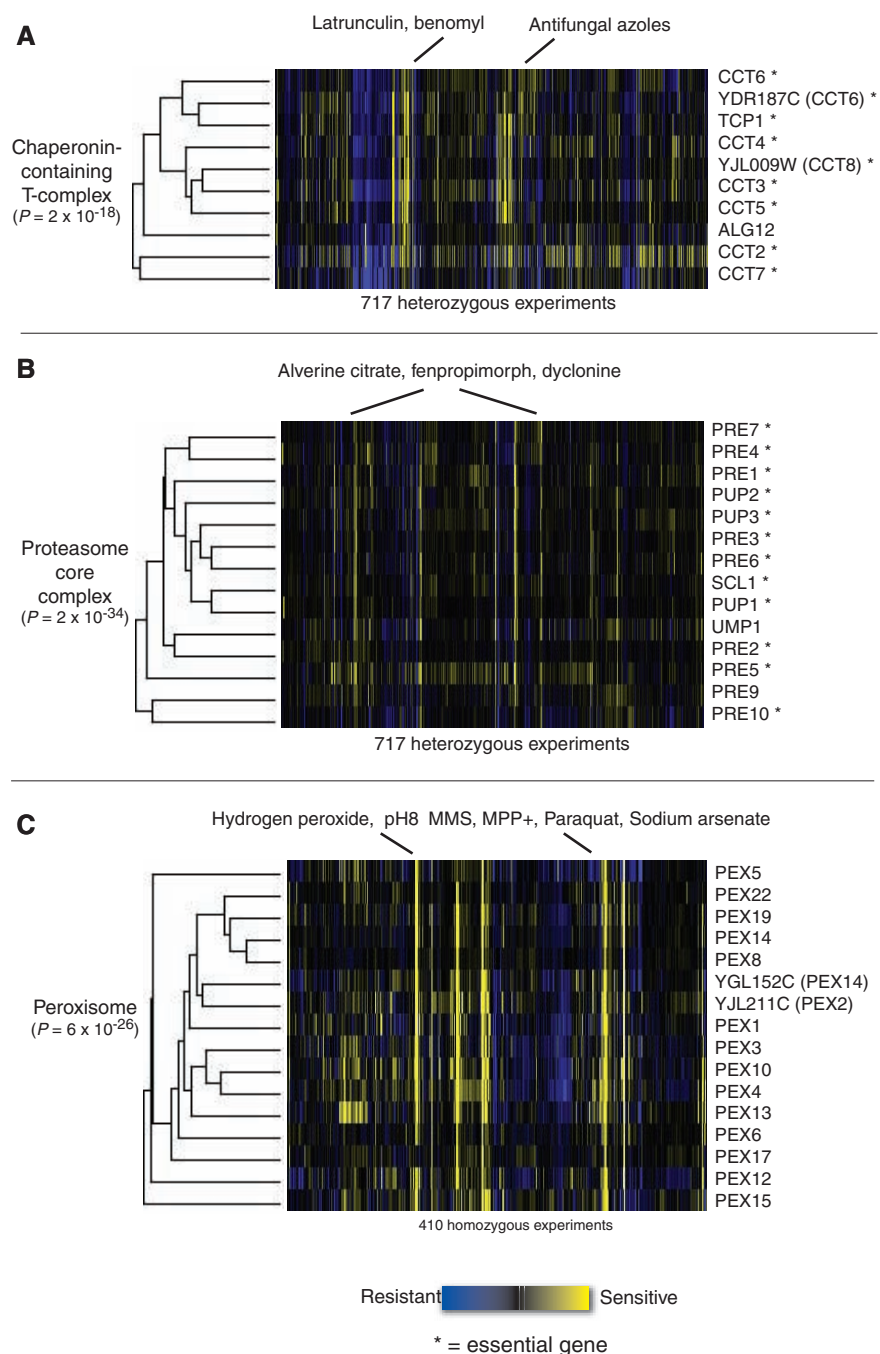 A
Latrunculin, benomyl
Antifungal azoles
Chaperonin-
containing
T-complex
(P = 2 x 10-18)
CCT6 *
YDR187C (CCT6) *
TCP1 *
CCT4 *
YJL009W (CCT8) *
CCT3 *
CCT5 *
ALG12
CCT2 *
CCT7 *
717 heterozygous experiments
B
Alverine citrate, fenpropimorph, dyclonine
Proteasome
core
complex
(P = 2 x 10-34)
PRE7 *
PRE4 *
PRE1 *
PUP2 *
PUP3 *
PRE3 *
PRE6 *
SCL1 *
PUP1 *
UMP1
PRE2 *
PRE5 *
PRE9
PRE10 *
717 heterozygous experiments
C
Hydrogen peroxide, pH8 MMS, MPP+, Paraquat, Sodium arsenate
Peroxisome
(P = 6 x 10-26)
PEX5
PEX22
PEX19
PEX14
PEX8
YGL152C (PEX14)
YJL211C (PEX2)
PEX1
PEX3
PEX10
PEX4
PEX13
PEX6
PEX17
PEX12
PEX15
410 homozygous experiments
Resistant
Sensitive
* = essential gene